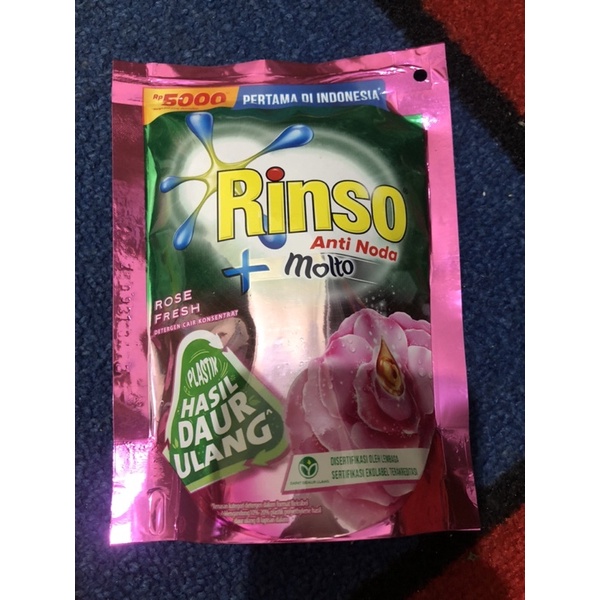 Rp5000* PERTAMA DI INDONESIA*
Rinso
Anti Noda
+ Molto
ROSE
FRESH
DETERGEN CAIR KONSENTRAT
PLASTIK
HASIL
DAUR
ULANG^
DISERTIFIKASI OLEH LEMBAGA
SERTIFIKASI EKOLABEL TERAKREDITASI